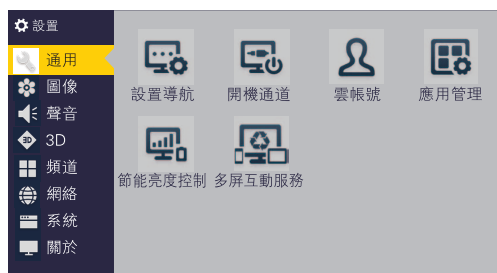 設置
通用
圖像
聲音
3D
頻道
網絡
系統
關於
設置導航 開機通道 雲帳號 應用管理
節能亮度控制 多屏互動服務